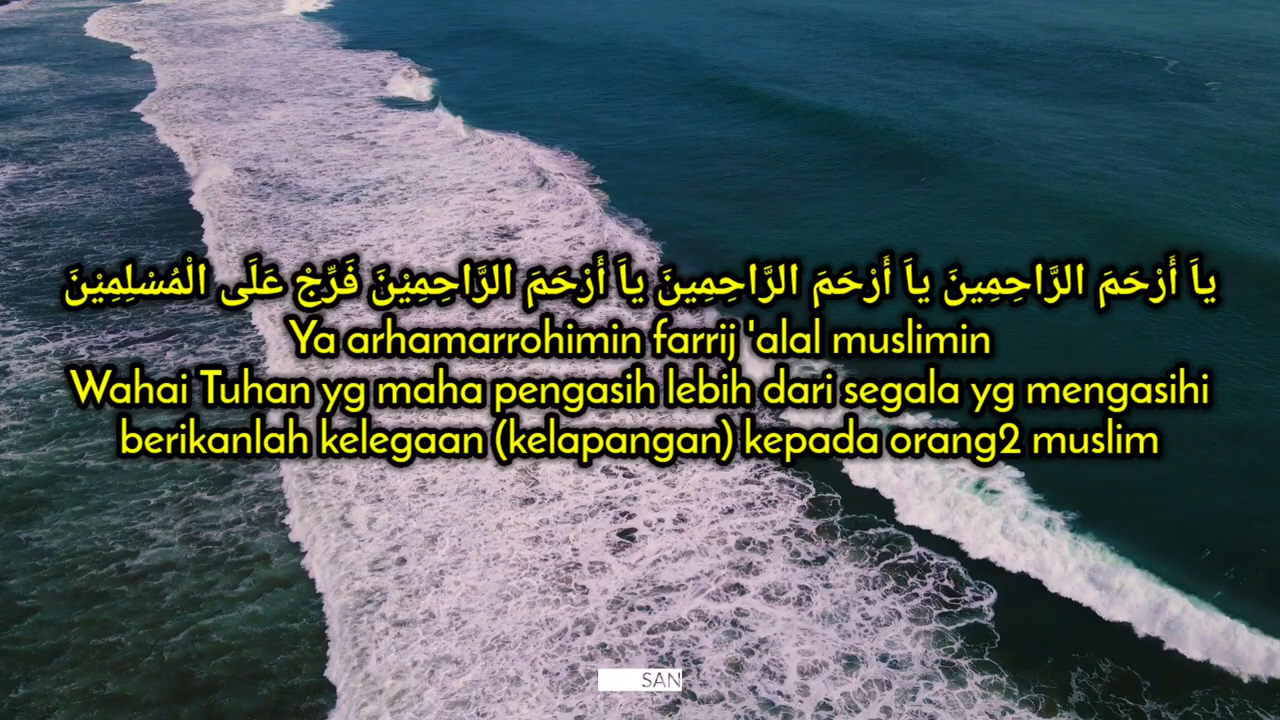 ياَ أَرْحَمَ الرَّاحِمِينَ ياَ أَرْحَمَ الرَّاحِمِينَ ياَ أَرْحَمَ الرَّاحِمِيْنَ فَرِّجْ عَلَى الْمُسْلِمِيْنَ
Ya arhamarrohimin farrij 'alal muslimin
Wahai Tuhan yg maha pengasih lebih dari segala yg mengasihi
berikanlah kelegaan (kelapangan) kepada orang2 muslim
SAN